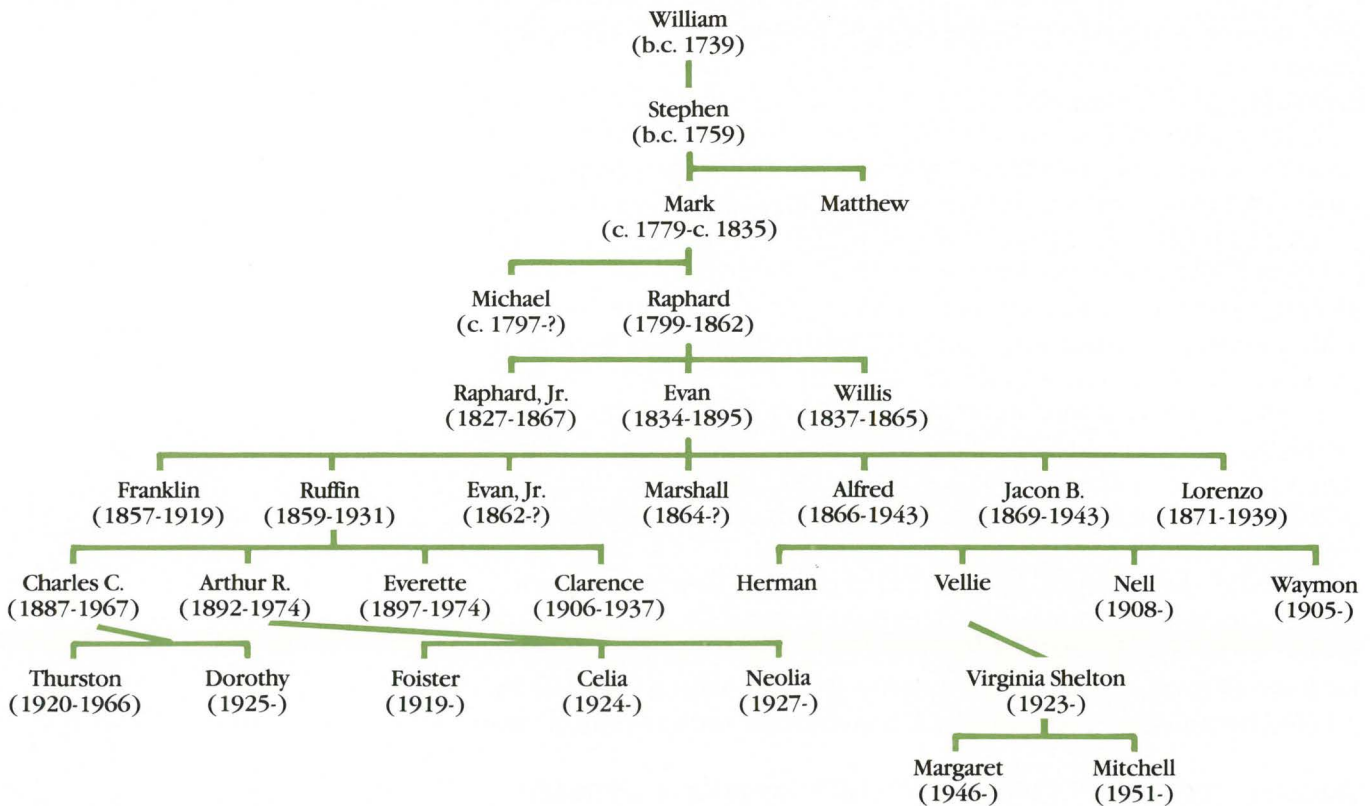 William
(b.c. 1739)
Stephen
(b.c. 1759)
Mark
(c. 1779-c. 1835)
Matthew
Michael
(c. 1797-?)
Raphard
(1799-1862)
Raphard, Jr.
(1827-1867)
Evan
(1834-1895)
Willis
(1837-1865)
Franklin
(1857-1919)
Ruffin
(1859-1931)
Evan, Jr.
(1862-?)
Marshall
(1864-?)
Alfred
(1866-1943)
Jacon B.
(1869-1943)
Lorenzo
(1871-1939)
Charles C.
(1887-1967)
Arthur R.
(1892-1974)
Everette
(1897-1974)
Clarence
(1906-1937)
Herman
Vellie
Nell
(1908-)
Waymon
(1905-)
Thurston
(1920-1966)
Dorothy
(1925-)
Foister
(1919-)
Celia
(1924-)
Neolia
(1927-)
Virginia Shelton
(1923-)
Margaret
(1946-)
Mitchell
(1951-)